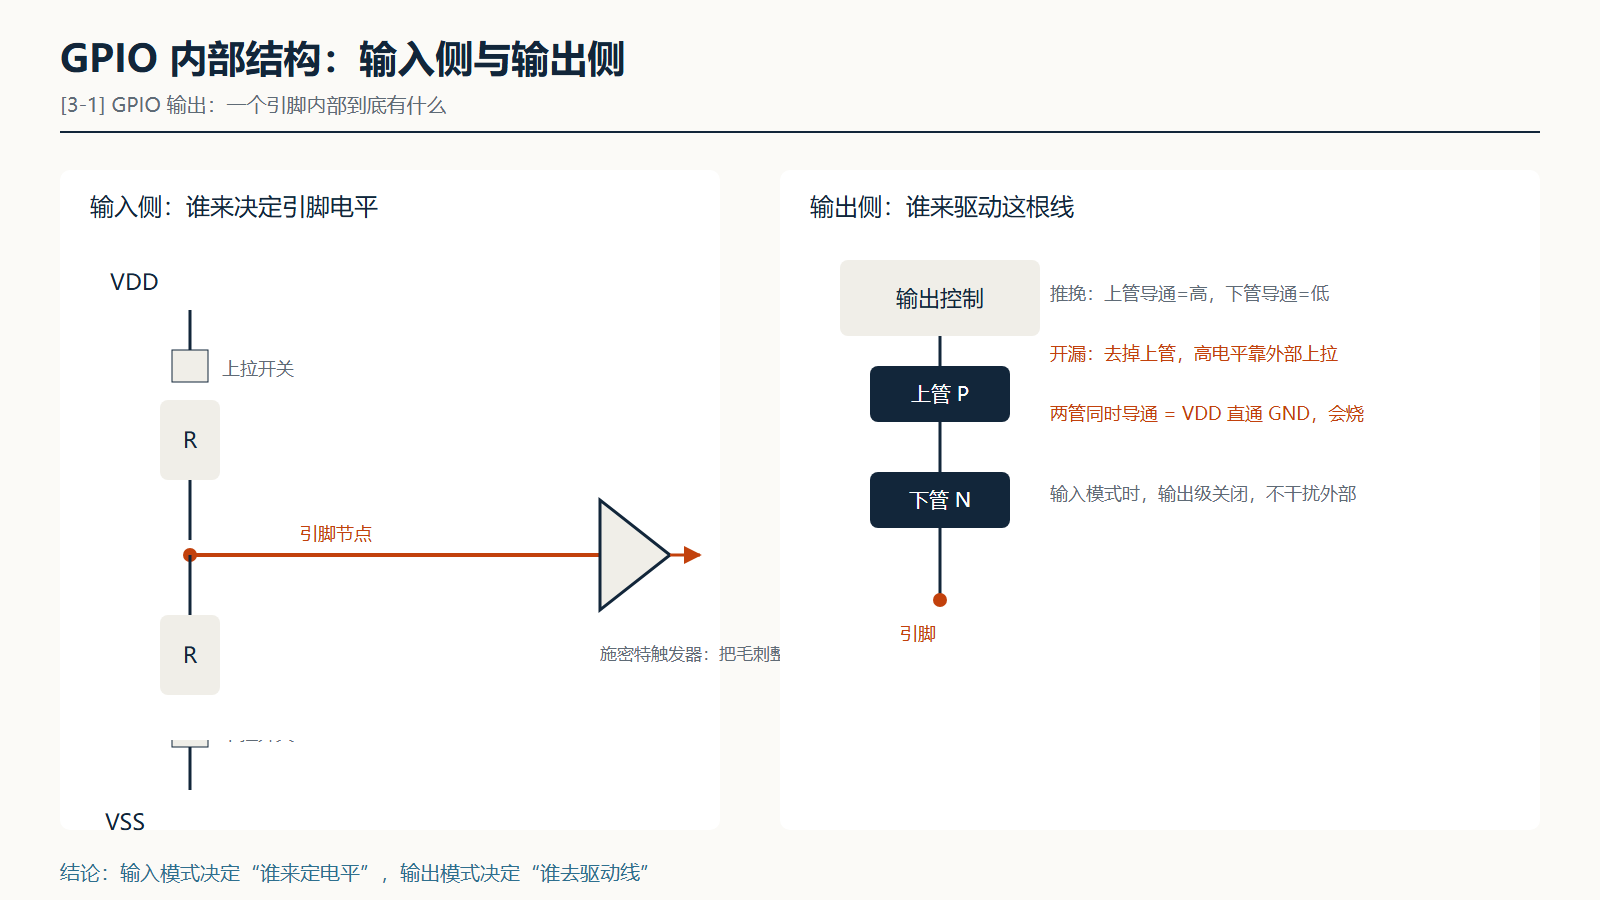 GPIO 内部结构：输入侧与输出侧
[3-1] GPIO 输出：一个引脚内部到底有什么
输入侧：谁来决定引脚电平
VDD
上拉开关
R
引脚节点
R
施密特触发器：把毛刺
VSS
输出侧：谁来驱动这根线
输出控制
推挽：上管导通=高，下管导通=低
开漏：去掉上管，高电平靠外部上拉
上管 P
两管同时导通 = VDD 直通 GND，会烧
下管 N
输入模式时，输出级关闭，不干扰外部
引脚
结论：输入模式决定“谁来定电平”，输出模式决定“谁去驱动线”